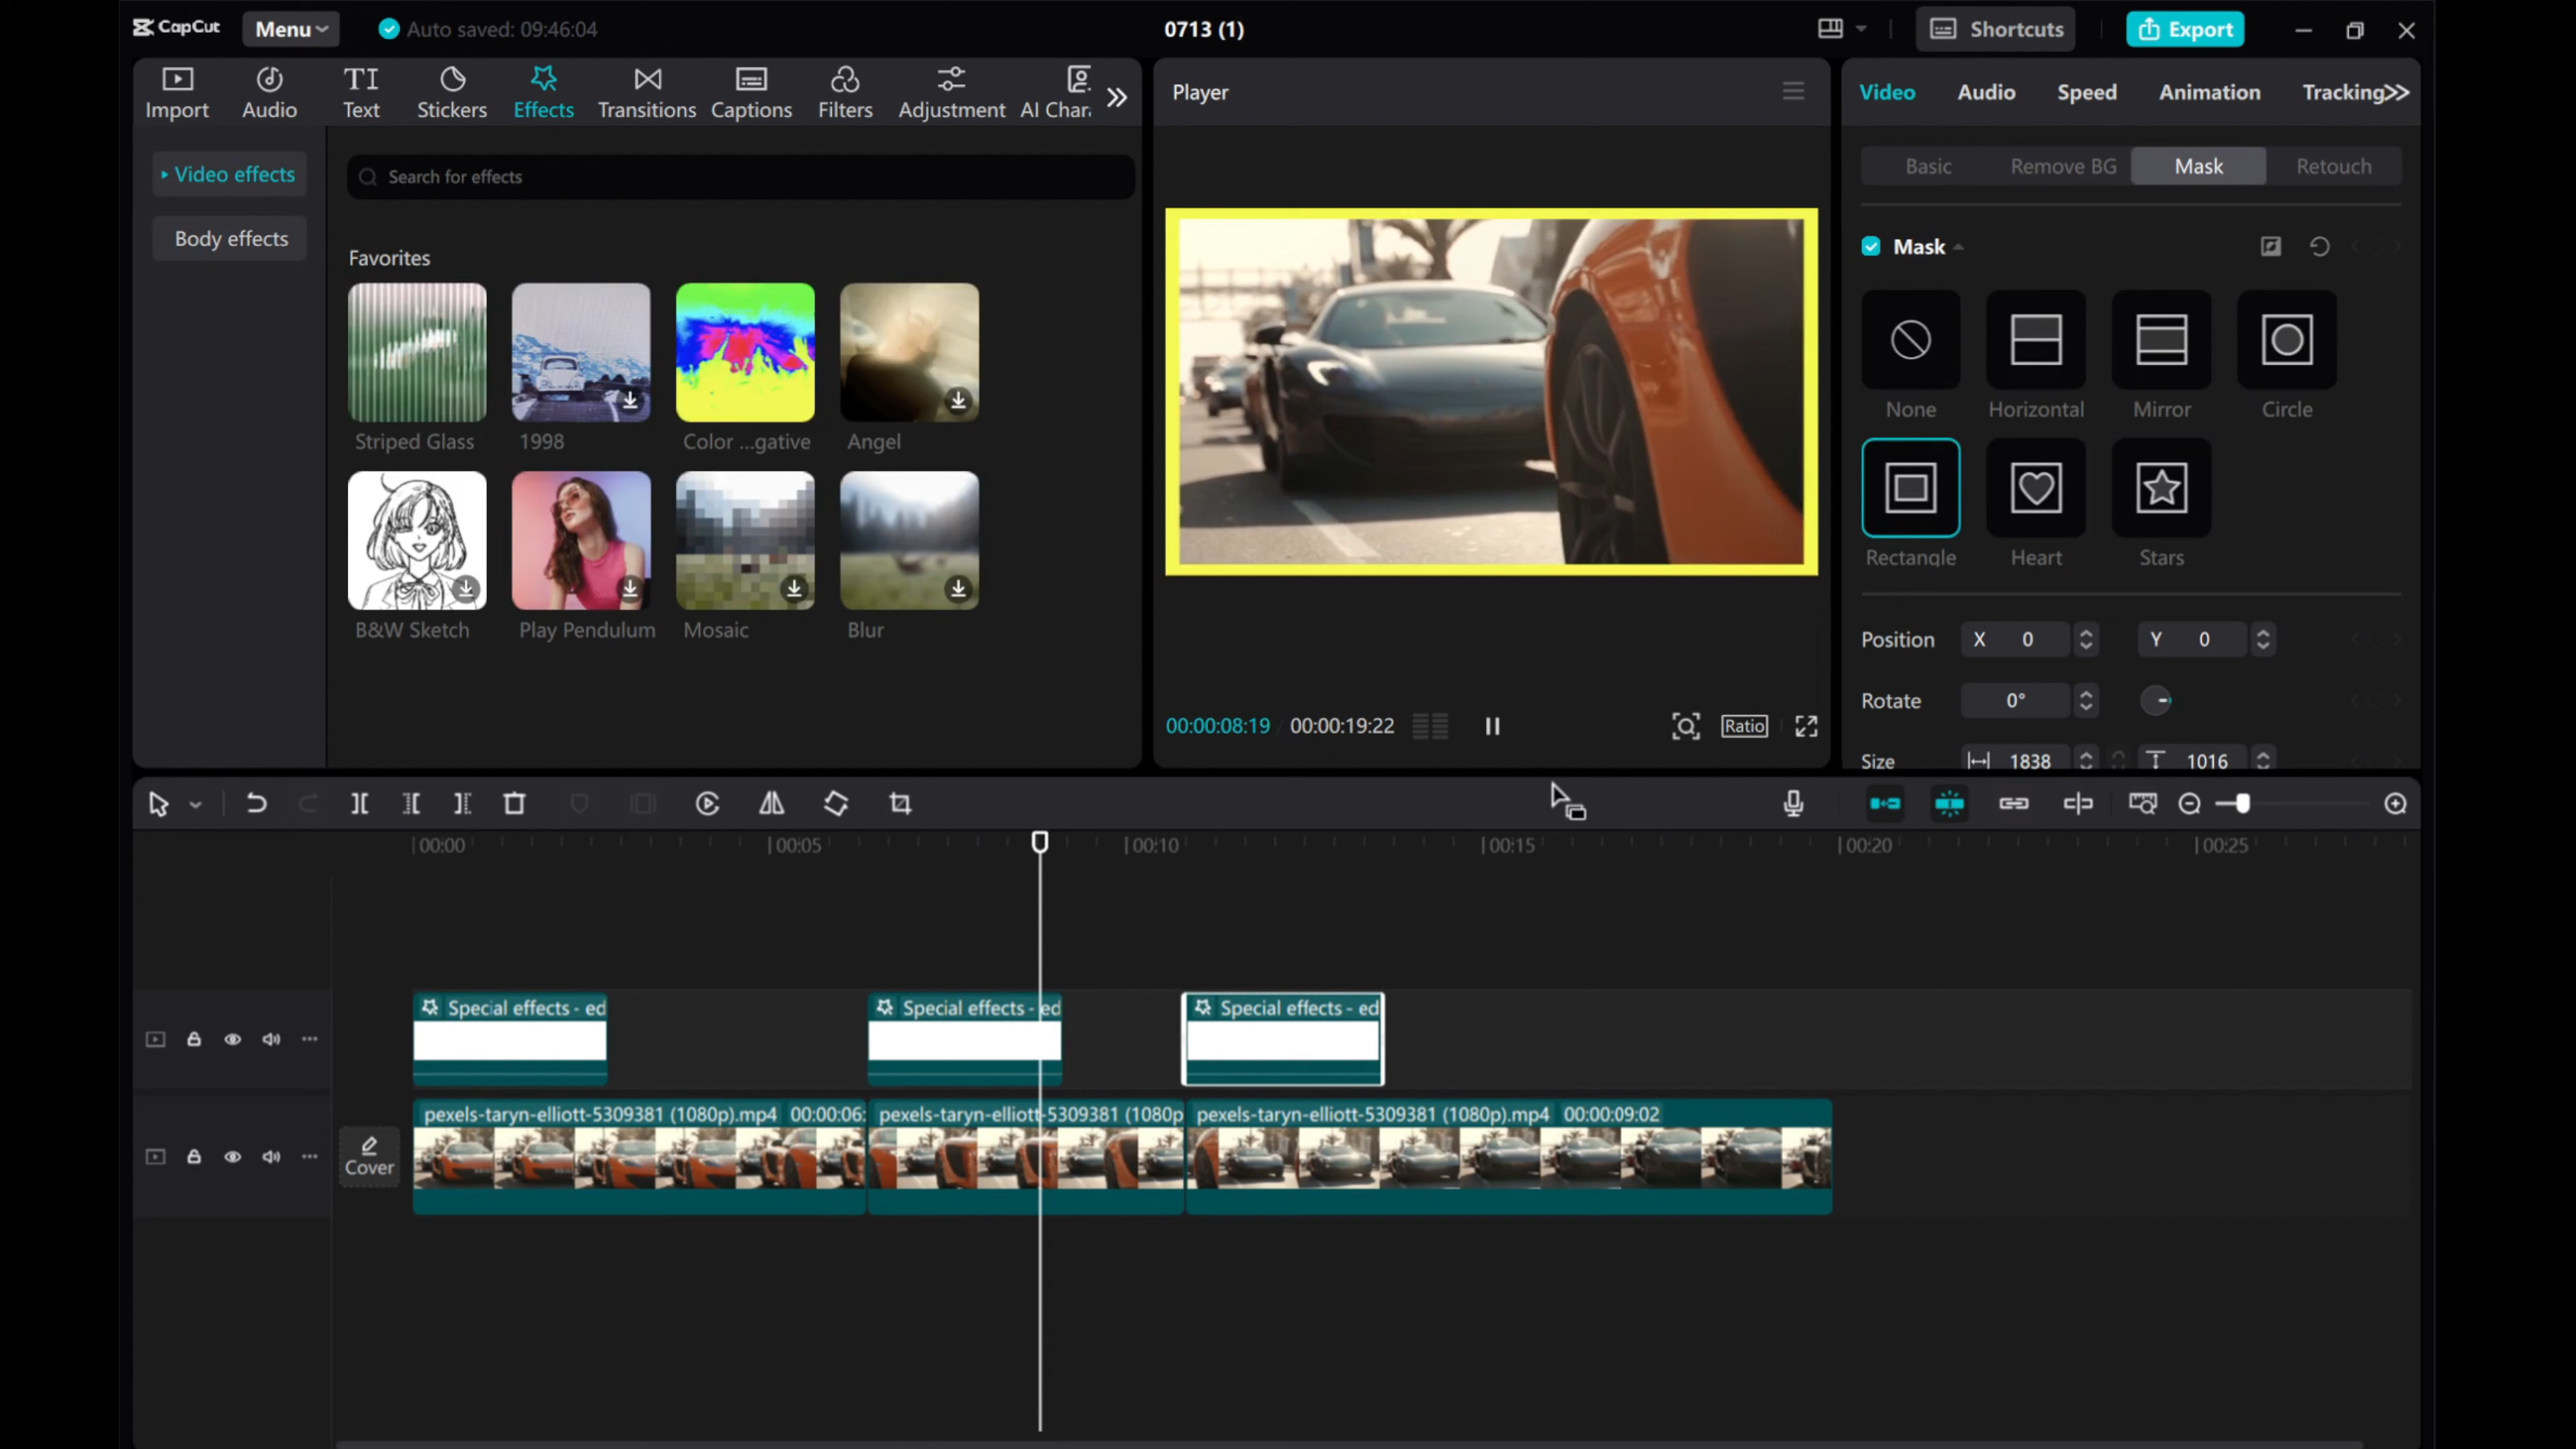 CapCut Menu Auto saved: 09:46:04 0713 (1) Shortcuts Export
Import Audio TI Text Stickers Effects Transitions Captions Filters Adjustment AI Chara
Player
Video Audio Speed Animation Tracking
Video effects
Body effects
Search for effects
Basic Remove BG Mask Retouch
Favorites
Mask
Striped Glass 1998 Color ...gative Angel
None Horizontal Mirror Circle
B&W Sketch Play Pendulum Mosaic Blur
Rectangle Heart Stars
Position X 0 Y 0
Rotate 0°
Size 1838 1016
00:00:08:19 / 00:00:19:22 Ratio
00:00 00:05 00:10 00:15 00:20 00:25
Special effects - ed Special effects - ed Special effects - ed
Cover
pexels-taryn-elliott-5309381 (1080p).mp4 00:00:06: pexels-taryn-elliott-5309381 (1080p pexels-taryn-elliott-5309381 (1080p).mp4 00:00:09:02